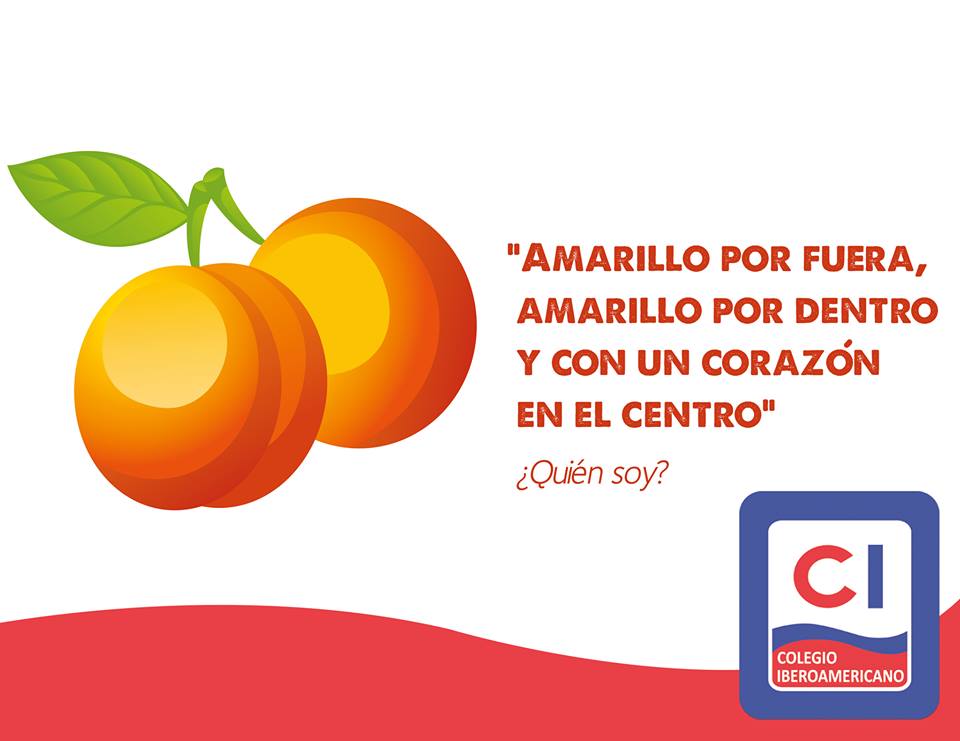 "AMARILLO POR FUERA,
AMARILLO POR DENTRO
Y CON UN CORAZÓN
EN EL CENTRO"
¿Quién soy?
CI
COLEGIO
IBEROAMERICANO